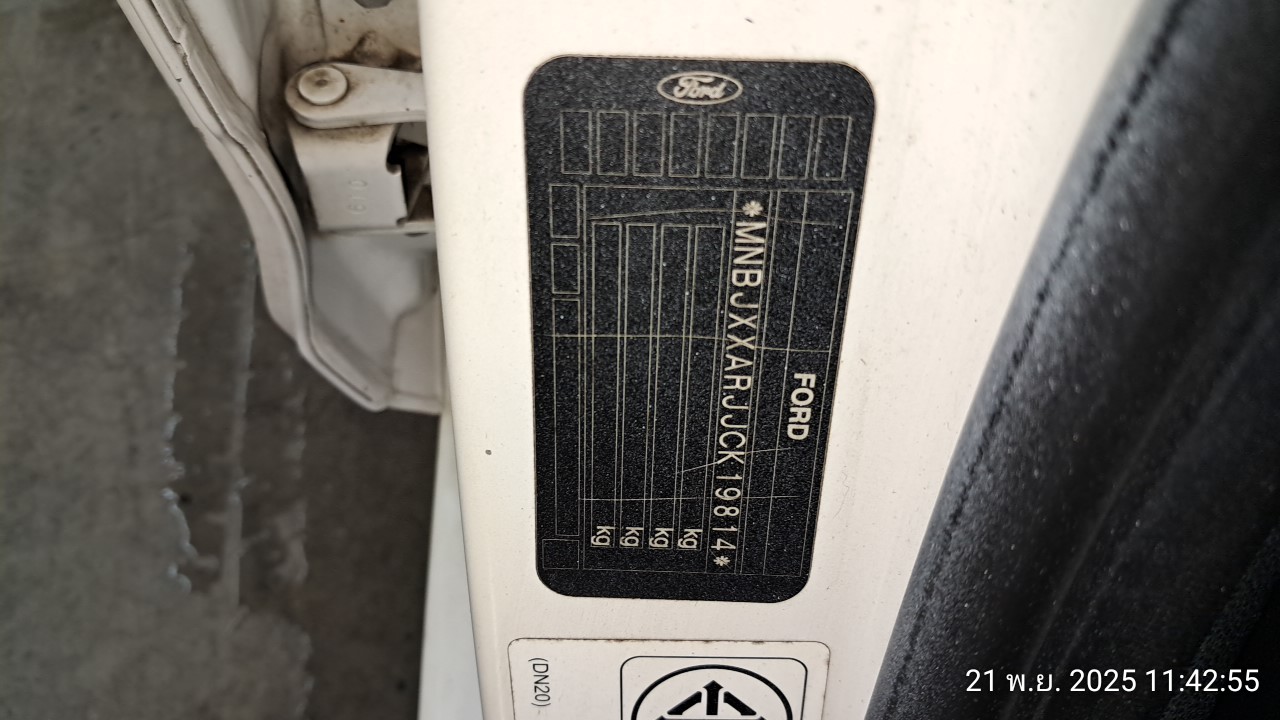 Ford
FORD
*MNBJXXARJJCK19814*
kg
kg
kg
kg
(DN20)
21 พ.ย. 2025 11:42:55